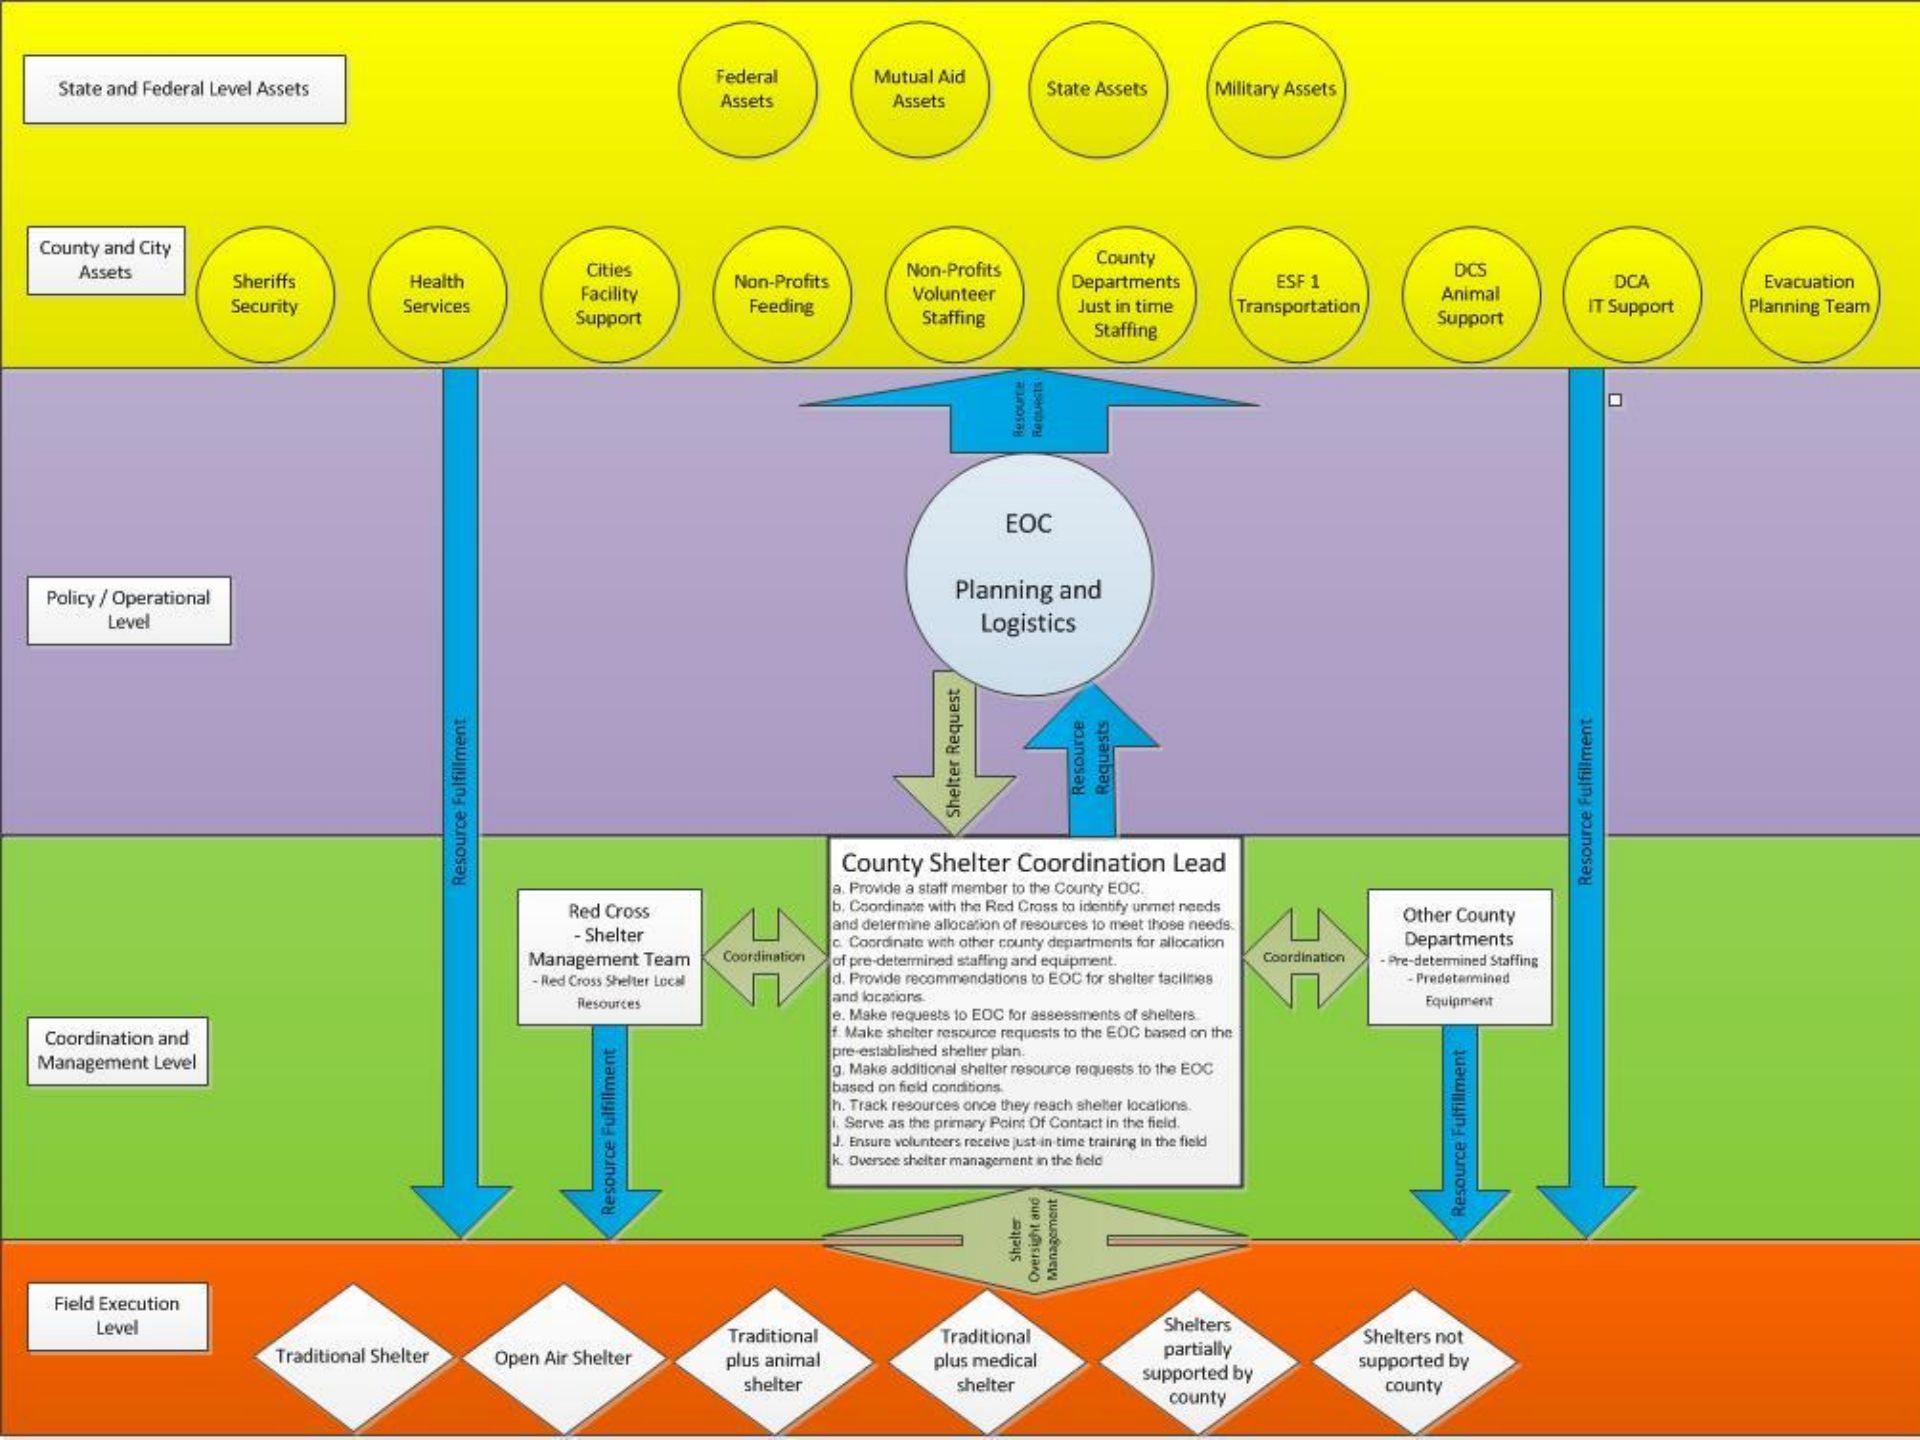 State and Federal Level Assets
Federal
Assets
Mutual Aid
Assets
State Assets
Military Assets
County and City
Assets
Sheriffs
Security
Health
Services
Cities
Facility
Support
Non-Profits
Feeding
Non-Profits
Volunteer
Staffing
County
Departments
Just in time
Staffing
ESF 1
Transportation
DCS
Animal
Support
DCA
IT Support
Evacuation
Planning Team
Resource
Requests
EOC
Planning and
Logistics
Policy / Operational
Level
Shelter Request
Resource
Requests
Resource Fulfillment
Resource Fulfillment
County Shelter Coordination Lead
a. Provide a staff member to the County EOC.
b. Coordinate with the Red Cross to identify unmet needs
and determine allocation of resources to meet those needs.
c. Coordinate with other county departments for allocation
of pre-determined staffing and equipment.
d. Provide recommendations to EOC for shelter facilities
and locations.
e. Make requests to EOC for assessments of shelters.
f. Make shelter resource requests to the EOC based on the
pre-established shelter plan.
g. Make additional shelter resource requests to the EOC
based on field conditions.
h. Track resources once they reach shelter locations.
i. Serve as the primary Point Of Contact in the field.
J. Ensure volunteers receive just-in-time training in the field
k. Oversee shelter management in the field
Red Cross
- Shelter
Management Team
- Red Cross Shelter Local
Resources
Coordination
Coordination
Other County
Departments
- Pre-determined Staffing
- Predetermined
Equipment
Coordination and
Management Level
Resource Fulfillment
Resource Fulfillment
Shelter
Oversight and
Management
Field Execution
Level
Traditional Shelter
Open Air Shelter
Traditional
plus animal
shelter
Traditional
plus medical
shelter
Shelters
partially
supported by
county
Shelters not
supported by
county